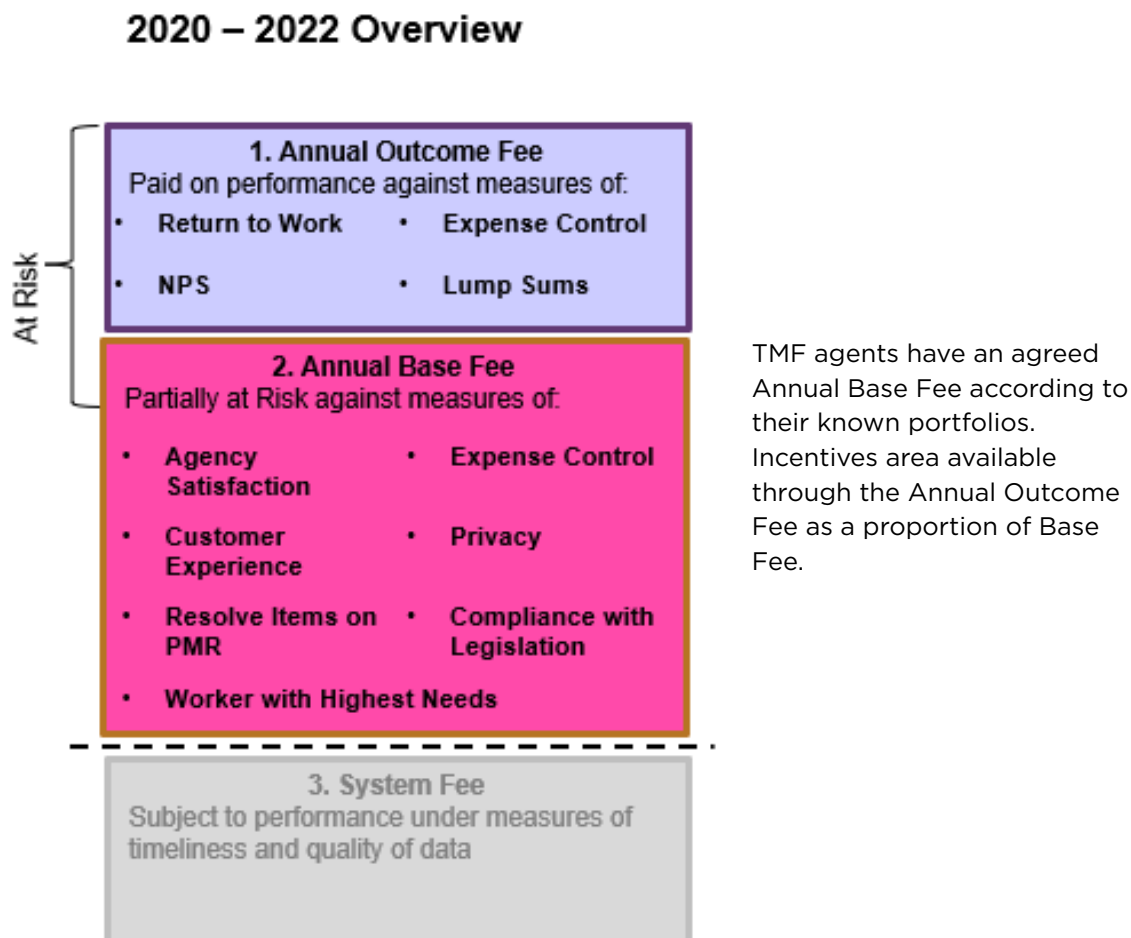 2020 – 2022 Overview
At Risk
1. Annual Outcome Fee
Paid on performance against measures of:
• Return to Work
• Expense Control
• NPS
• Lump Sums
2. Annual Base Fee
Partially at Risk against measures of:
• Agency
Satisfaction
• Expense Control
• Customer
Experience
• Privacy
• Resolve Items on
PMR
• Compliance with
Legislation
• Worker with Highest Needs
3. System Fee
Subject to performance under measures of
timeliness and quality of data
TMF agents have an agreed
Annual Base Fee according to
their known portfolios.
Incentives area available
through the Annual Outcome
Fee as a proportion of Base
Fee.